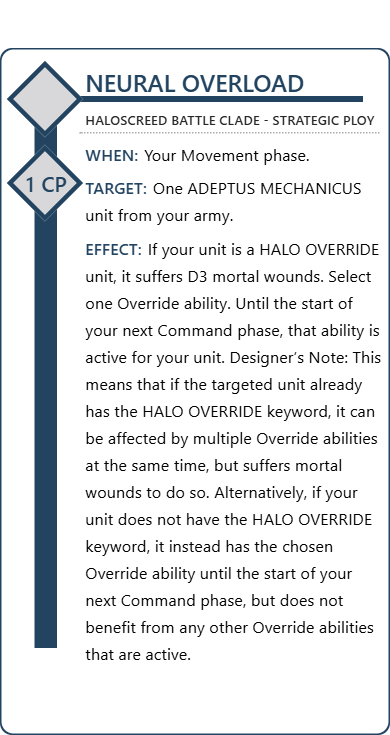 NEURAL OVERLOAD
HALOSCREED BATTLE CLADE - STRATEGIC PLOY
WHEN: Your Movement phase.
1 CP
TARGET: One ADEPTUS MECHANICUS
unit from your army.
EFFECT: If your unit is a HALO OVERRIDE
unit, it suffers D3 mortal wounds. Select
one Override ability. Until the start of
your next Command phase, that ability is
active for your unit. Designer’s Note: This
means that if the targeted unit already
has the HALO OVERRIDE keyword, it can
be affected by multiple Override abilities
at the same time, but suffers mortal
wounds to do so. Alternatively, if your
unit does not have the HALO OVERRIDE
keyword, it instead has the chosen
Override ability until the start of your
next Command phase, but does not
benefit from any other Override abilities
that are active.